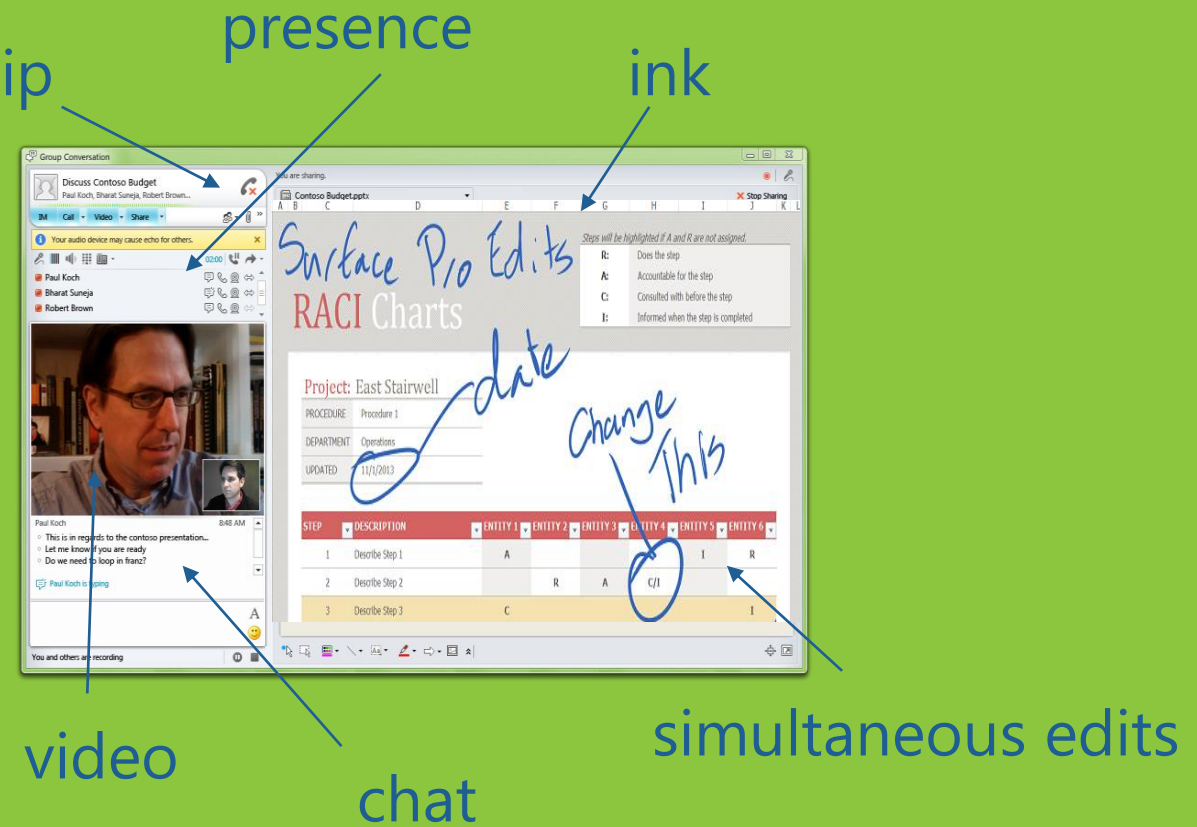 presence
ip
ink
Group Conversation
Discuss Contoso Budget
Paul Koch, Bharat Suneja, Robert Brown...
IM Call Video Share
Your audio device may cause echo for others.
02:00
Paul Koch
Bharat Suneja
Robert Brown
Paul Koch 8:48 AM
This is in regards to the contoso presentation...
Let me know if you are ready
Do we need to loop in franz?
Paul Koch is typing
A
You and others are recording
You are sharing.
Contoso Budget.pptx
Stop Sharing
A B C D E F G H I J K L
Surface Pro Edits
RACI Charts
Steps will be highlighted if A and R are not assigned.
R: Does the step
A: Accountable for the step
C: Consulted with before the step
I: Informed when the step is completed
date
Change
This
Project: East Stairwell
PROCEDURE Procedure 1
DEPARTMENT Operations
UPDATED 11/1/2013
STEP DESCRIPTION ENTITY 1 ENTITY 2 ENTITY 3 ENTITY 4 ENTITY 5 ENTITY 6
1 Describe Step 1 A I R
2 Describe Step 2 R A C/I
3 Describe Step 3 C I
video
chat
simultaneous edits